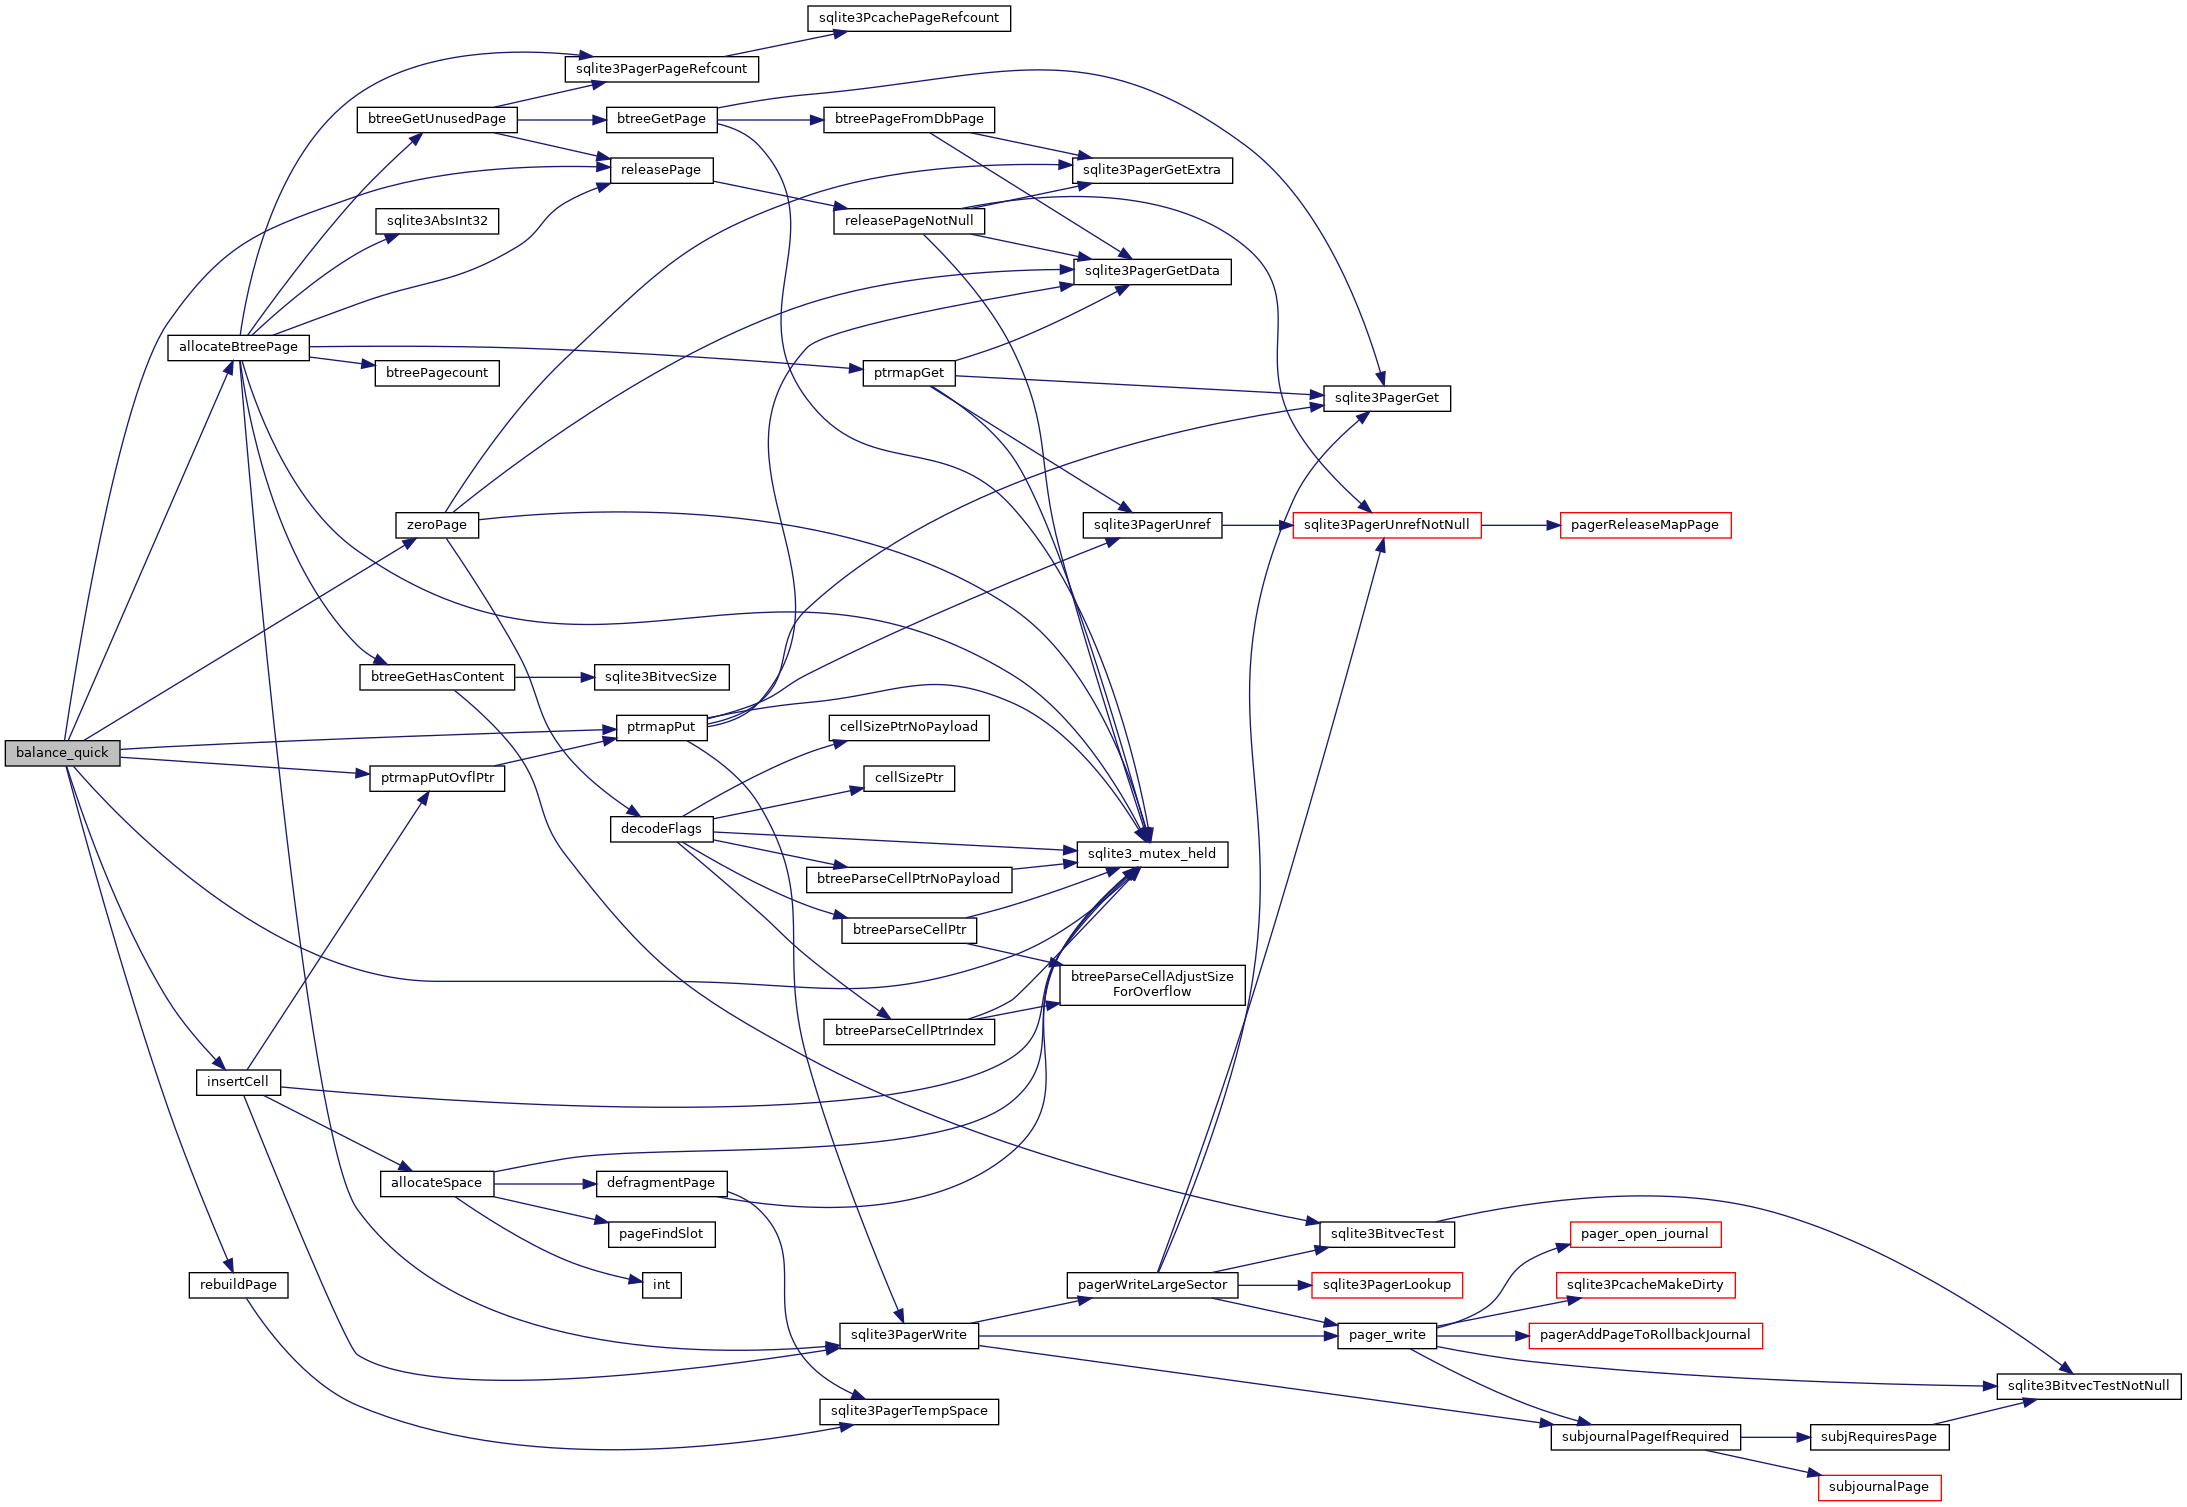 sqlite3PcachePageRefcount
sqlite3PagerPageRefcount
btreeGetUnusedPage
btreeGetPage
btreePageFromDbPage
releasePage
sqlite3PagerGetExtra
sqlite3AbsInt32
releasePageNotNull
sqlite3PagerGetData
allocateBtreePage
btreePagecount
ptrmapGet
sqlite3PagerGet
zeroPage
sqlite3PagerUnref
sqlite3PagerUnrefNotNull
pagerReleaseMapPage
btreeGetHasContent
sqlite3BitvecSize
ptrmapPut
cellSizePtrNoPayload
balance_quick
ptrmapPutOvflPtr
cellSizePtr
decodeFlags
sqlite3_mutex_held
btreeParseCellPtrNoPayload
btreeParseCellPtr
btreeParseCellAdjustSize
ForOverflow
btreeParseCellPtrIndex
insertCell
allocateSpace
defragmentPage
pageFindSlot
sqlite3BitvecTest
pager_open_journal
rebuildPage
int
pagerWriteLargeSector
sqlite3PagerLookup
sqlite3PcacheMakeDirty
sqlite3PagerWrite
pager_write
pagerAddPageToRollbackJournal
sqlite3BitvecTestNotNull
sqlite3PagerTempSpace
subjournalPageIfRequired
subjRequiresPage
subjournalPage